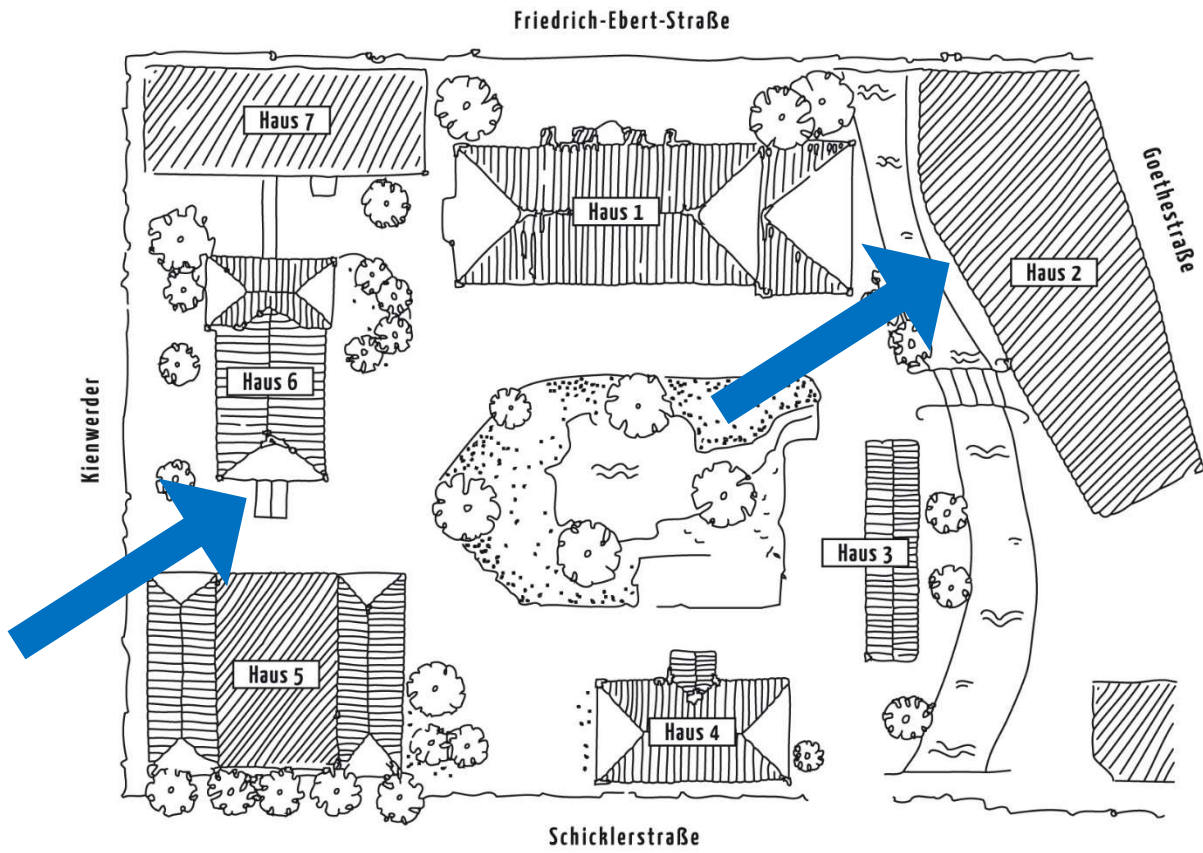 Friedrich-Ebert-Straße
Haus 7
Haus 1
Goethestraße
Haus 2
Haus 6
Kienwerder
Haus 3
Haus 5
Haus 4
Schicklerstraße